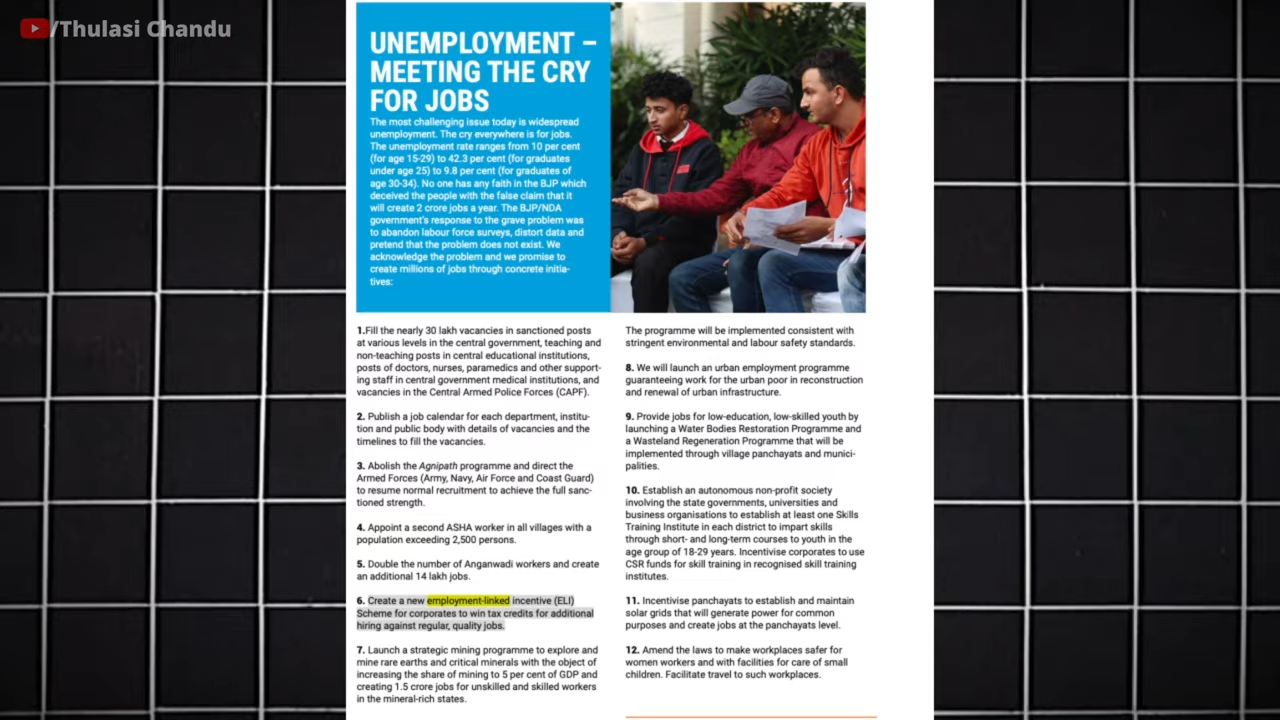 /Thulasi Chandu
UNEMPLOYMENT –
MEETING THE CRY
FOR JOBS
The most challenging issue today is widespread
unemployment. The cry everywhere is for jobs.
The unemployment rate ranges from 10 per cent
(for age 15-29) to 42.3 per cent (for graduates
under age 25) to 9.8 per cent (for graduates of
age 30-34). No one has any faith in the BJP which
deceived the people with the false claim that it
will create 2 crore jobs a year. The BJP/NDA
government's response to the grave problem was
to abandon labour force surveys, distort data and
pretend that the problem does not exist. We
acknowledge the problem and we promise to
create millions of jobs through concrete initia-
tives:
1.Fill the nearly 30 lakh vacancies in sanctioned posts
at various levels in the central government, teaching and
non-teaching posts in central educational institutions,
posts of doctors, nurses, paramedics and other support-
ing staff in central government medical institutions, and
vacancies in the Central Armed Police Forces (CAPF).
2. Publish a job calendar for each department, institu-
tion and public body with details of vacancies and the
timelines to fill the vacancies.
3. Abolish the Agnipath programme and direct the
Armed Forces (Army, Navy, Air Force and Coast Guard)
to resume normal recruitment to achieve the full sanc-
tioned strength.
4. Appoint a second ASHA worker in all villages with a
population exceeding 2,500 persons.
5. Double the number of Anganwadi workers and create
an additional 14 lakh jobs.
6. Create a new employment-linked incentive (ELI)
Scheme for corporates to win tax credits for additional
hiring against regular, quality jobs.
7. Launch a strategic mining programme to explore and
mine rare earths and critical minerals with the object of
increasing the share of mining to 5 per cent of GDP and
creating 1.5 crore jobs for unskilled and skilled workers
in the mineral-rich states.
The programme will be implemented consistent with
stringent environmental and labour safety standards.
8. We will launch an urban employment programme
guaranteeing work for the urban poor in reconstruction
and renewal of urban infrastructure.
9. Provide jobs for low-education, low-skilled youth by
launching a Water Bodies Restoration Programme and
a Wasteland Regeneration Programme that will be
implemented through village panchayats and munici-
palities.
10. Establish an autonomous non-profit society
involving the state governments, universities and
business organisations to establish at least one Skills
Training Institute in each district to impart skills
through short- and long-term courses to youth in the
age group of 18-29 years. Incentivise corporates to use
CSR funds for skill training in recognised skill training
institutes.
11. Incentivise panchayats to establish and maintain
solar grids that will generate power for common
purposes and create jobs at the panchayats level.
12. Amend the laws to make workplaces safer for
women workers and with facilities for care of small
children. Facilitate travel to such workplaces.